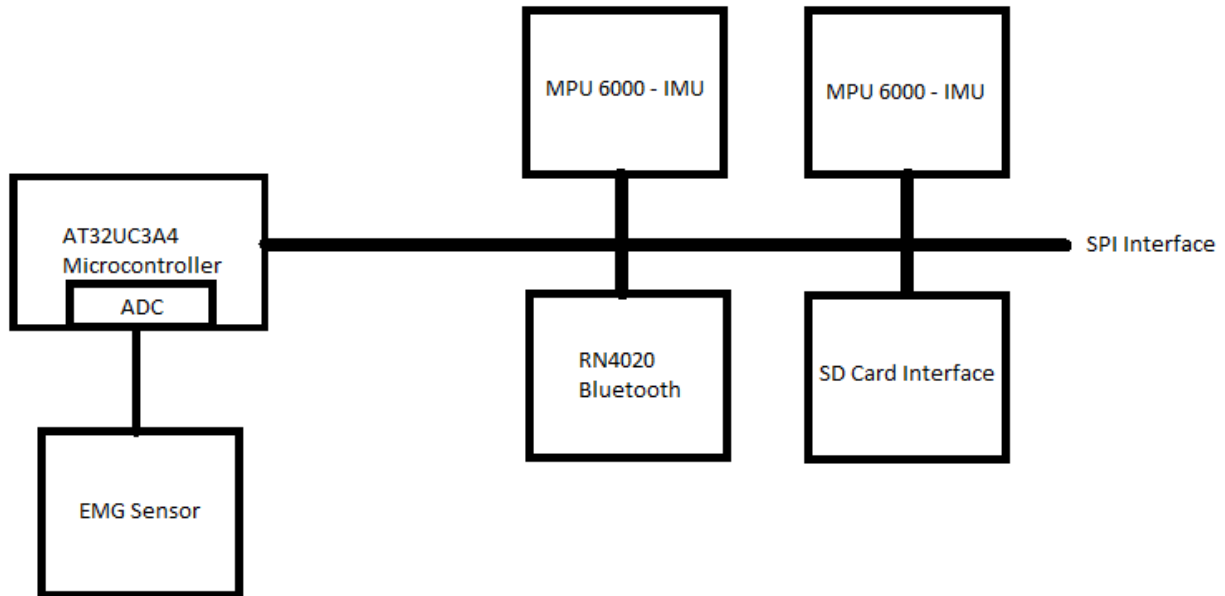 MPU 6000 - IMU
MPU 6000 - IMU
AT32UC3A4
Microcontroller
ADC
SPI Interface
RN4020
Bluetooth
SD Card Interface
EMG Sensor